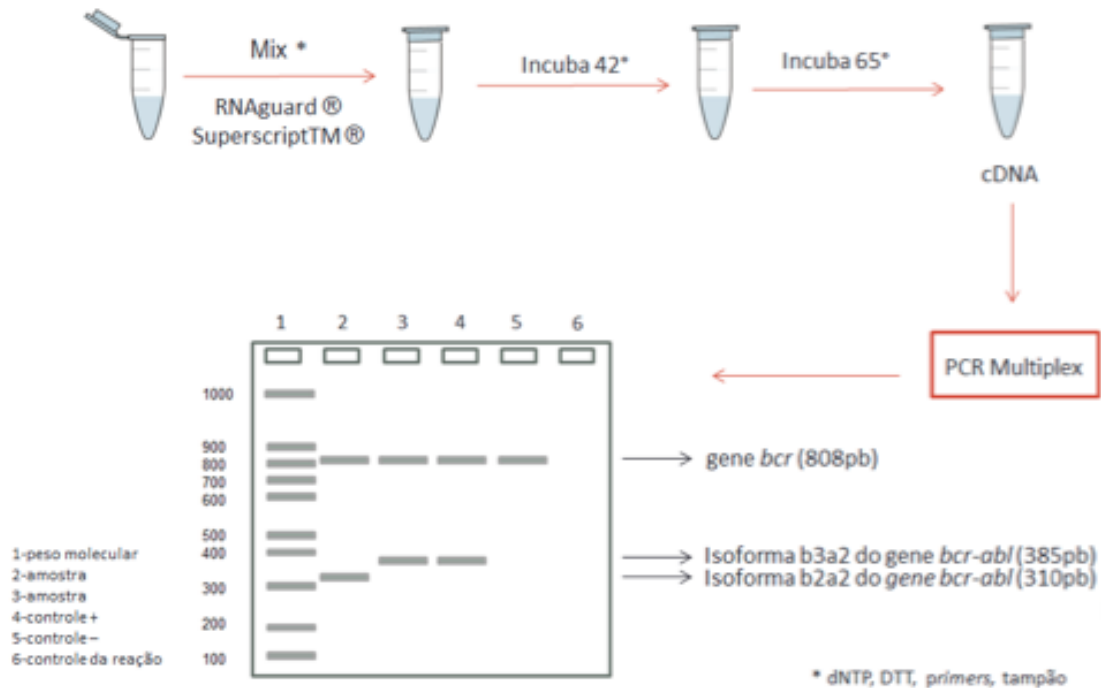 Mix *
RNAguard ®
SuperscriptTM ®
Incuba 42°
Incuba 65°
cDNA
PCR Multiplex
1 2 3 4 5 6
1000
900
800
700
600
500
400
300
200
100
gene bcr (808pb)
Isoforma b3a2 do gene bcr-abl (385pb)
Isoforma b2a2 do gene bcr-abl (310pb)
1-peso molecular
2-amostra
3-amostra
4-controle +
5-controle –
6-controle da reação
* dNTP, DTT, primers, tampão